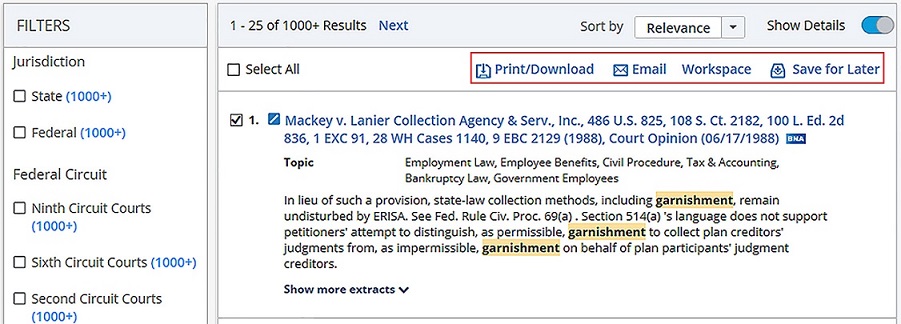 FILTERS
Jurisdiction
State (1000+)
Federal (1000+)
Federal Circuit
Ninth Circuit Courts
(1000+)
Sixth Circuit Courts (1000+)
Second Circuit Courts
(1000+)
1 - 25 of 1000+ Results Next
Sort by Relevance Show Details
Select All
Print/Download Email Workspace Save for Later
1. Mackey v. Lanier Collection Agency & Serv., Inc., 486 U.S. 825, 108 S. Ct. 2182, 100 L. Ed. 2d
836, 1 EXC 91, 28 WH Cases 1140, 9 EBC 2129 (1988), Court Opinion (06/17/1988) BNA
Topic Employment Law, Employee Benefits, Civil Procedure, Tax & Accounting,
Bankruptcy Law, Government Employees
In lieu of such a provision, state-law collection methods, including garnishment, remain
undisturbed by ERISA. See Fed. Rule Civ. Proc. 69(a) . Section 514(a) 's language does not support
petitioners' attempt to distinguish, as permissible, garnishment to collect plan creditors'
judgments from, as impermissible, garnishment on behalf of plan participants' judgment
creditors.
Show more extracts